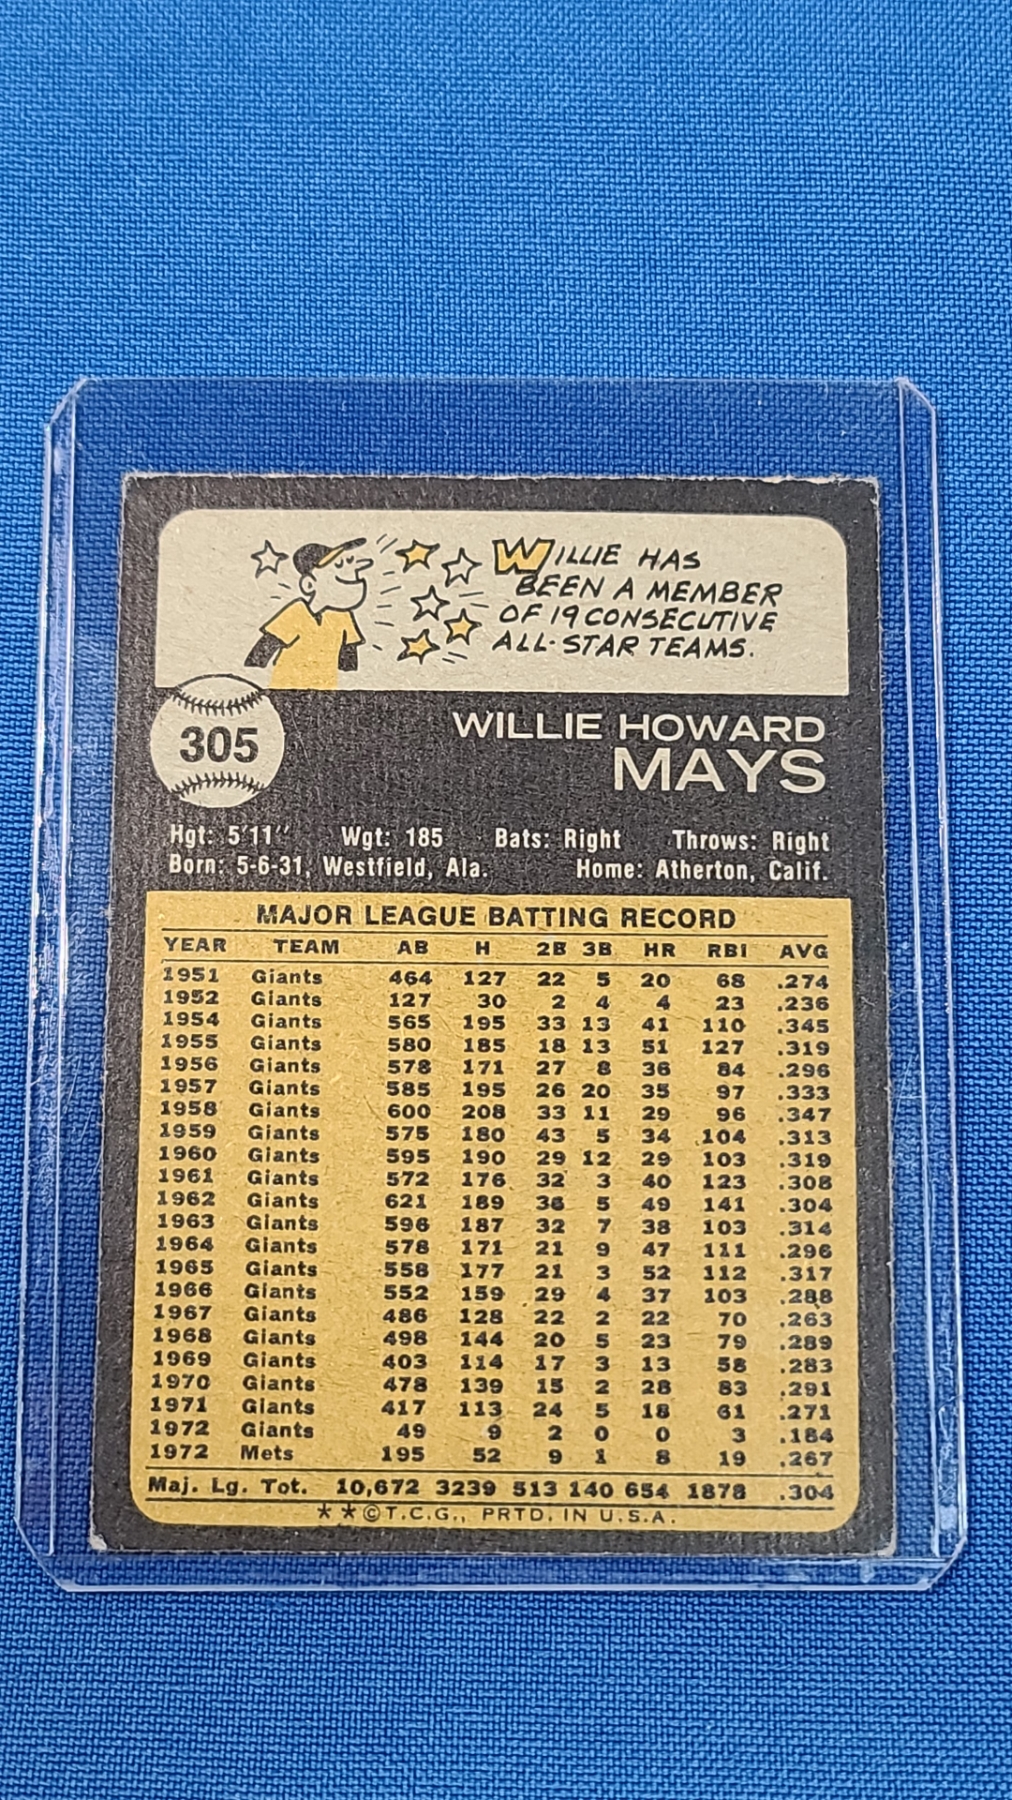 WILLIE HAS
BEEN A MEMBER
OF 19 CONSECUTIVE
ALL-STAR TEAMS.
305
WILLIE HOWARD
MAYS
Hgt: 5'11" Wgt: 185 Bats: Right Throws: Right
Born: 5-6-31, Westfield, Ala. Home: Atherton, Calif.
MAJOR LEAGUE BATTING RECORD
YEAR TEAM AB H 2B 3B HR RBI AVG
1951 Giants 464 127 22 5 20 68 .274
1952 Giants 127 30 2 4 4 23 .236
1954 Giants 565 195 33 13 41 110 .345
1955 Giants 580 185 18 13 51 127 .319
1956 Giants 578 171 27 8 36 84 .296
1957 Giants 585 195 26 20 35 97 .333
1958 Giants 600 208 33 11 29 96 .347
1959 Giants 575 180 43 5 34 104 .313
1960 Giants 595 190 29 12 29 103 .319
1961 Giants 572 176 32 3 40 123 .308
1962 Giants 621 189 36 5 49 141 .304
1963 Giants 596 187 32 7 38 103 .314
1964 Giants 578 171 21 9 47 111 .296
1965 Giants 558 177 21 3 52 112 .317
1966 Giants 552 159 29 4 37 103 .288
1967 Giants 486 128 22 2 22 70 .263
1968 Giants 498 144 20 5 23 79 .289
1969 Giants 403 114 17 3 13 58 .283
1970 Giants 478 139 15 2 28 83 .291
1971 Giants 417 113 24 5 18 61 .271
1972 Giants 49 9 2 0 0 3 .184
1972 Mets 195 52 9 1 8 19 .267
Maj. Lg. Tot. 10,672 3239 513 140 654 1878 .304
**©T.C.G., PRTD. IN U.S.A.